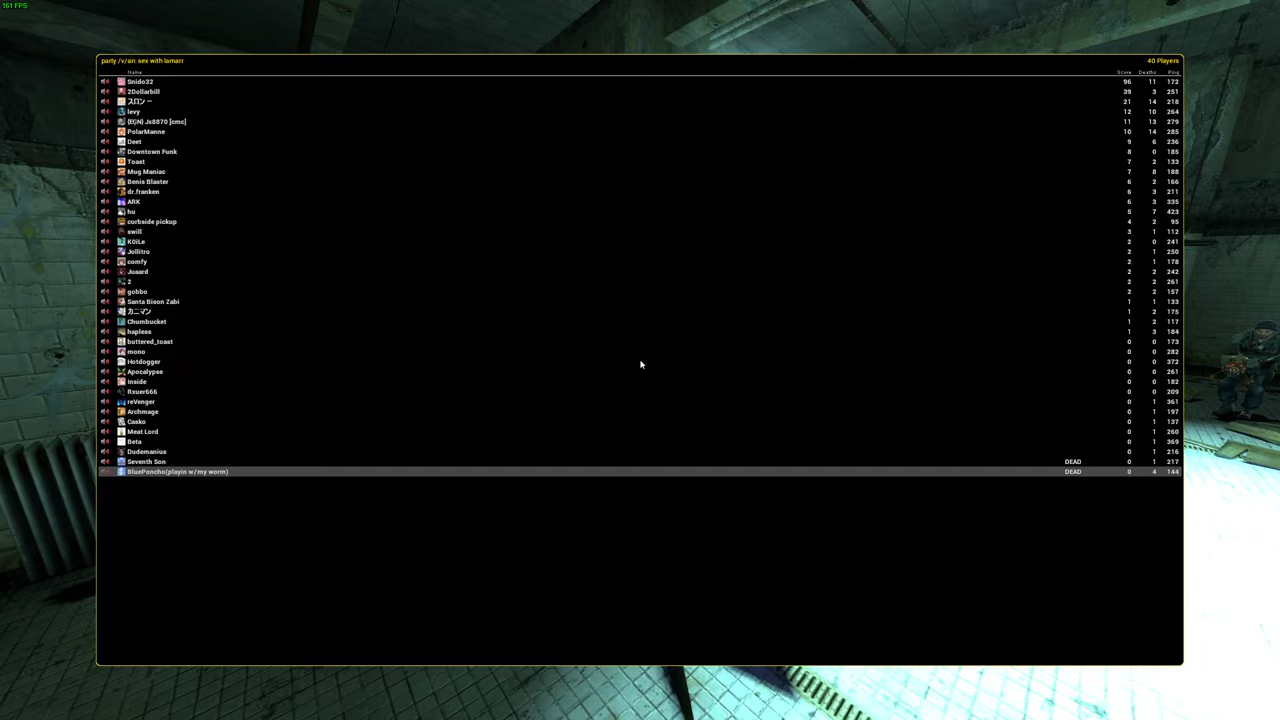 161 FPS
party /v/an: sex with lamarr 40 Players
Name Score Deaths Ping
Snido32 96 11 172
2Dollarbill 39 3 251
スロン ー 21 14 218
levy 12 10 264
{EGN} Jx8870 [cmc] 11 13 279
PolarManne 10 14 285
Deet 9 6 236
Downtown Funk 8 0 185
Toast 7 2 133
Mug Maniac 7 8 188
Benis Blaster 6 2 166
dr.franken 6 3 211
ARK 6 3 335
hu 5 7 423
curbside pickup 4 2 95
swill 3 1 112
K0iLe 2 0 241
Jollitro 2 1 250
comfy 2 1 178
Juaard 2 2 242
2 2 2 261
gobbo 2 2 157
Santa Bison Zabi 1 1 133
カニマン 1 2 175
Chumbucket 1 2 117
hapless 1 3 184
buttered_toast 0 0 173
mono 0 0 282
Hotdogger 0 0 372
Apocalypse 0 0 261
Inside 0 0 182
Rxuer666 0 0 209
reVenger 0 1 361
Archmage 0 1 197
Casko 0 1 137
Meat Lord 0 1 260
Beta 0 1 369
Dudemanius 0 1 216
Seventh Son DEAD 0 1 217
BluePoncho(playin w/my worm) DEAD 0 4 144